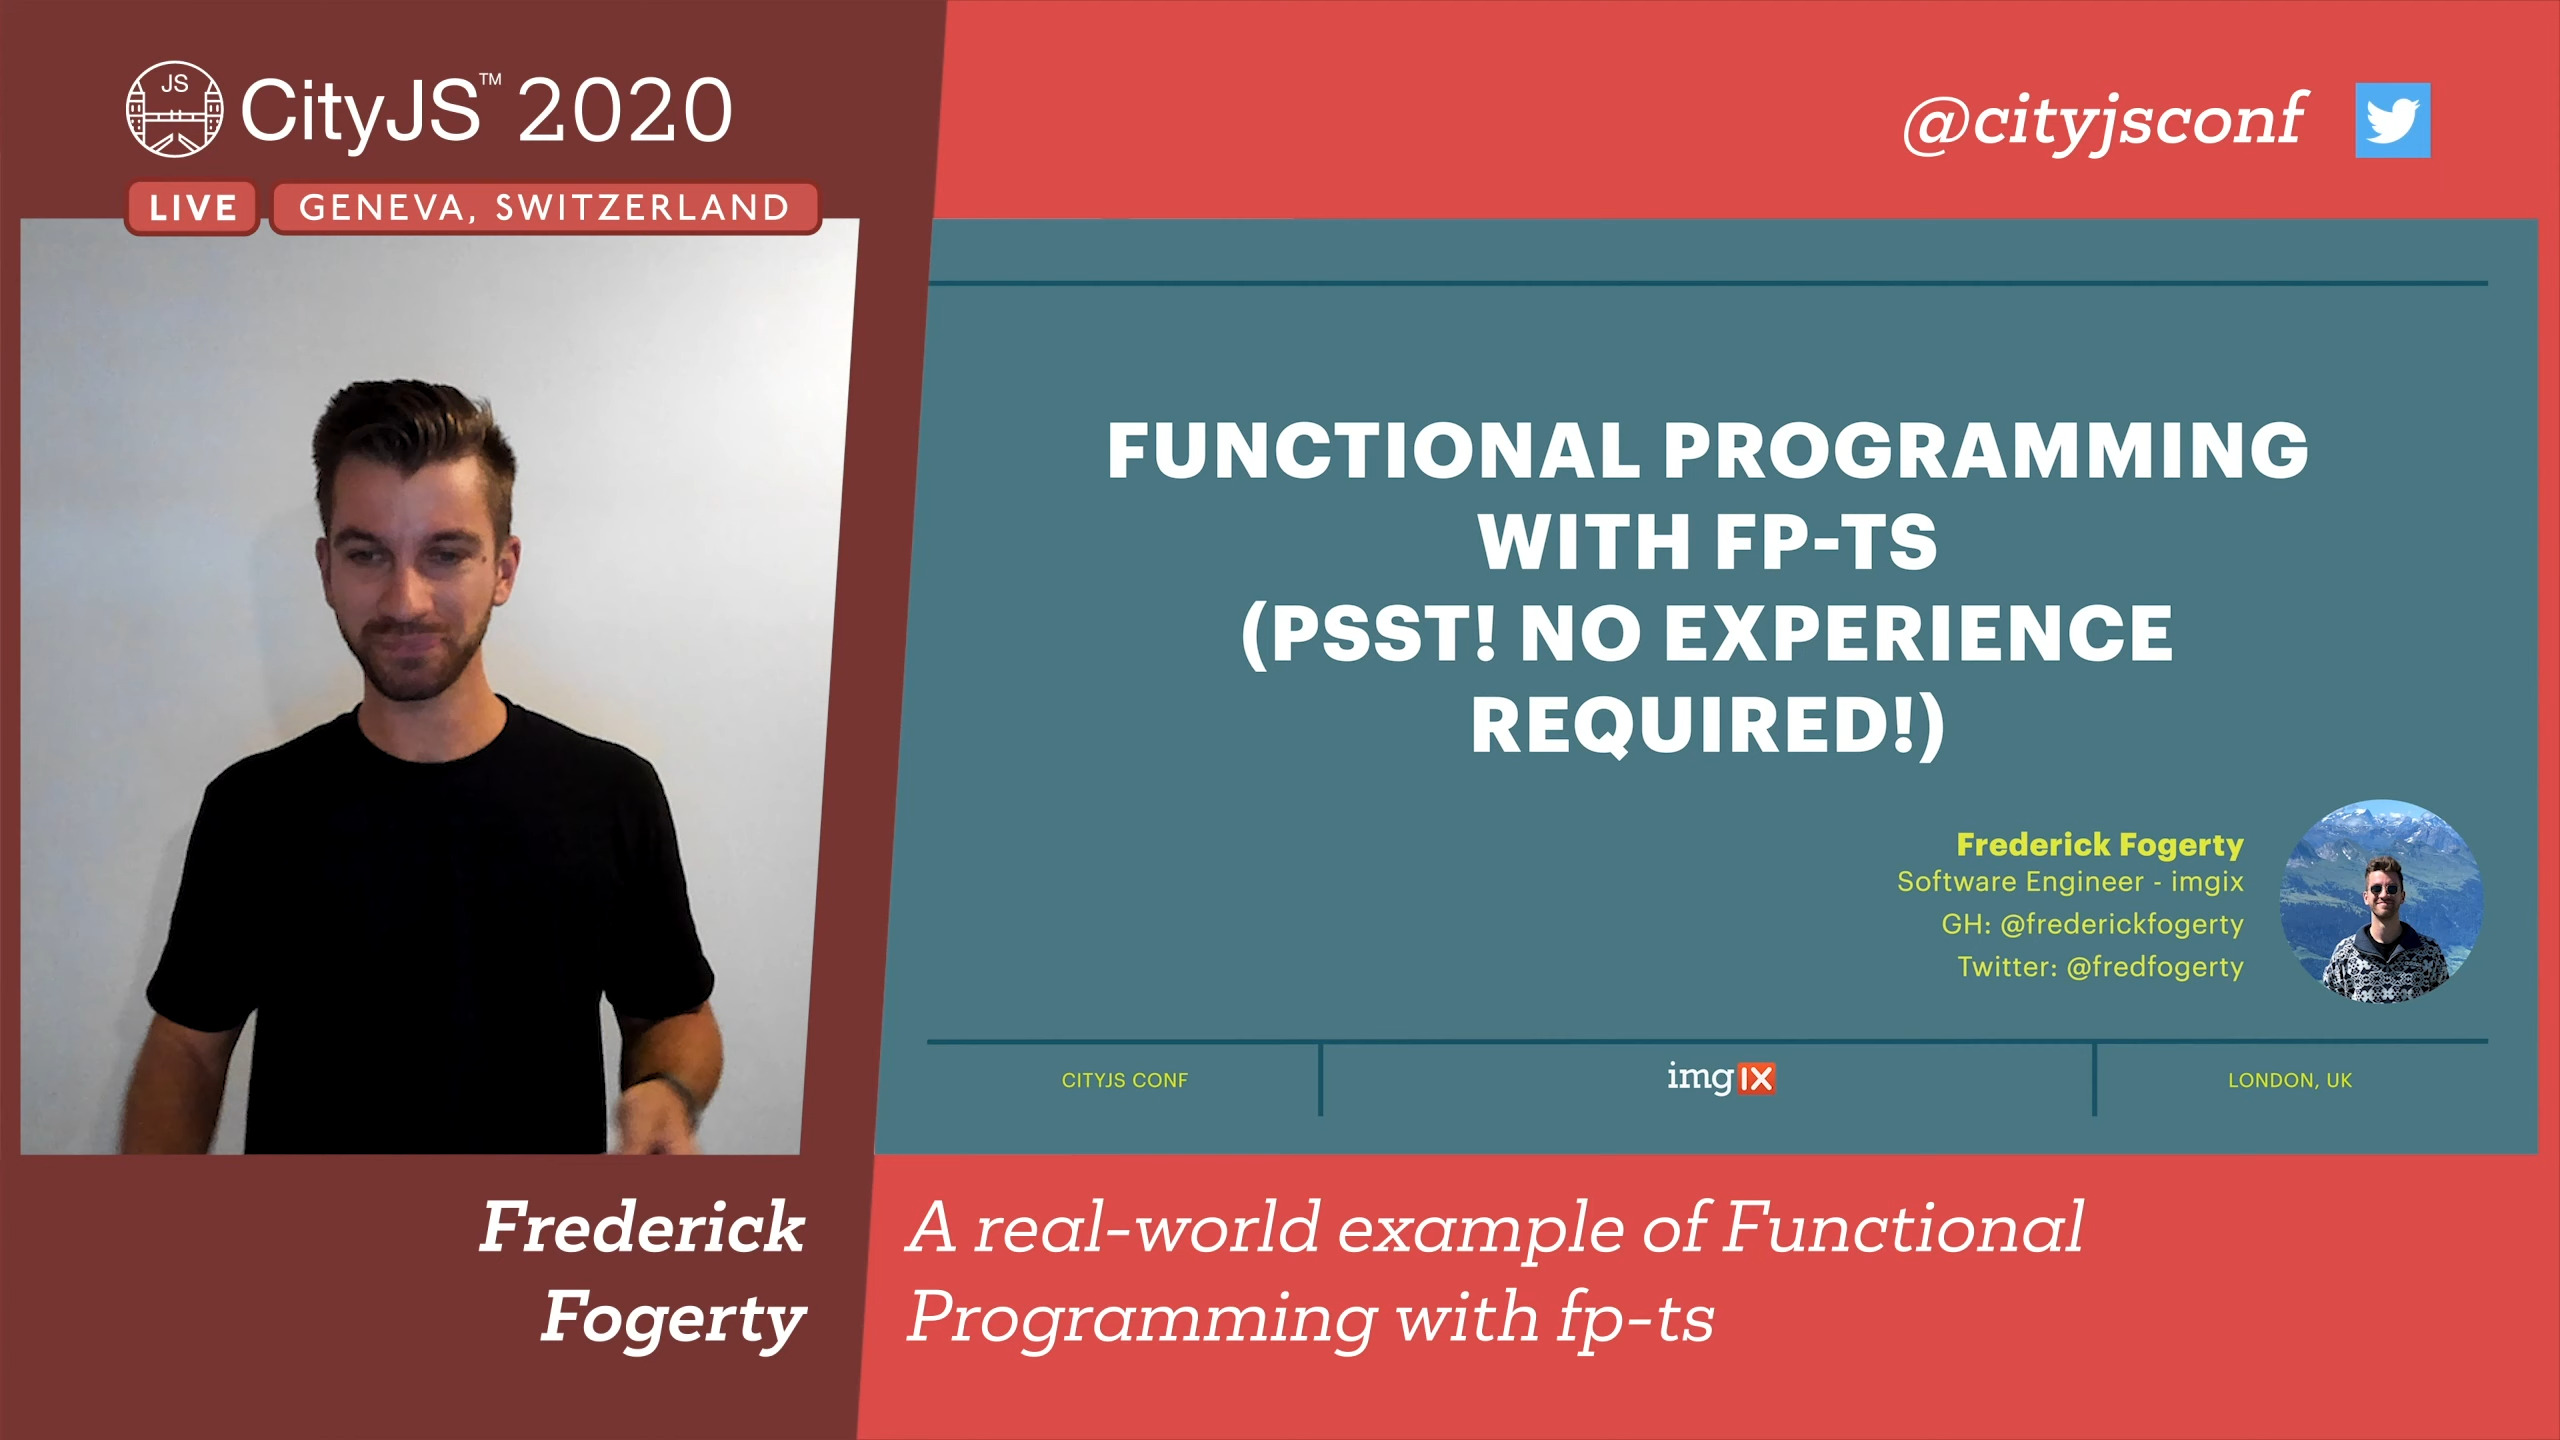 JS
CityJS™ 2020
LIVE
GENEVA, SWITZERLAND
@cityjsconf
FUNCTIONAL PROGRAMMING
WITH FP-TS
(PSST! NO EXPERIENCE
REQUIRED!)
Frederick Fogerty
Software Engineer - imgix
GH: @frederickfogerty
Twitter: @fredfogerty
CITYJS CONF
imgIX
LONDON, UK
Frederick
Fogerty
A real-world example of Functional
Programming with fp-ts